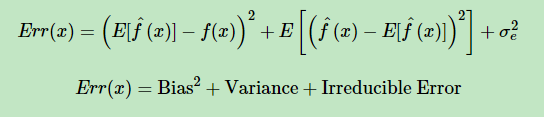 Err(x) = (E[f̂(x)] − f(x))² + E[(f̂(x) − E[f̂(x)])²] + σₑ²
Err(x) = Bias² + Variance + Irreducible Error